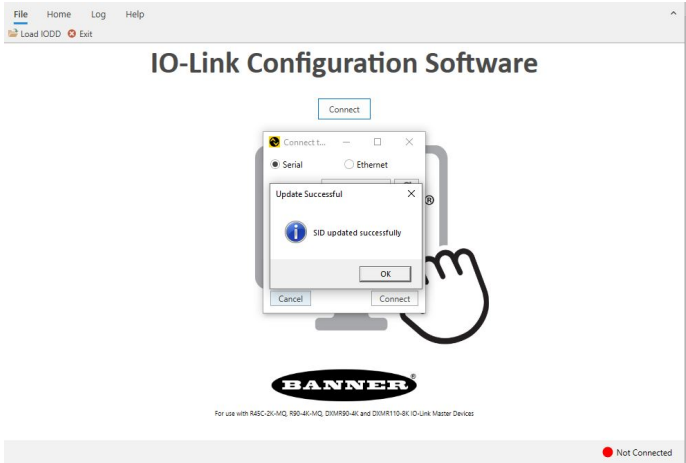 File Home Log Help
Load IODD Exit
IO-Link Configuration Software
Connect
Connect t...
Serial Ethernet
Update Successful
®
SID updated successfully
OK
Cancel Connect
BANNER®
For use with R45C-2K-MQ, R90-4K-MQ, DXMR90-4K and DXMR110-8K IO-Link Master Devices
Not Connected